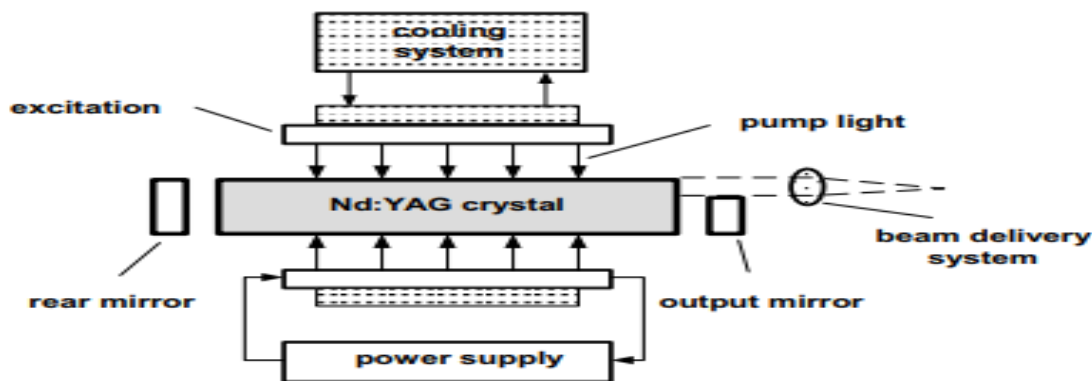 cooling
system
excitation
pump light
Nd:YAG crystal
beam delivery
system
rear mirror
output mirror
power supply